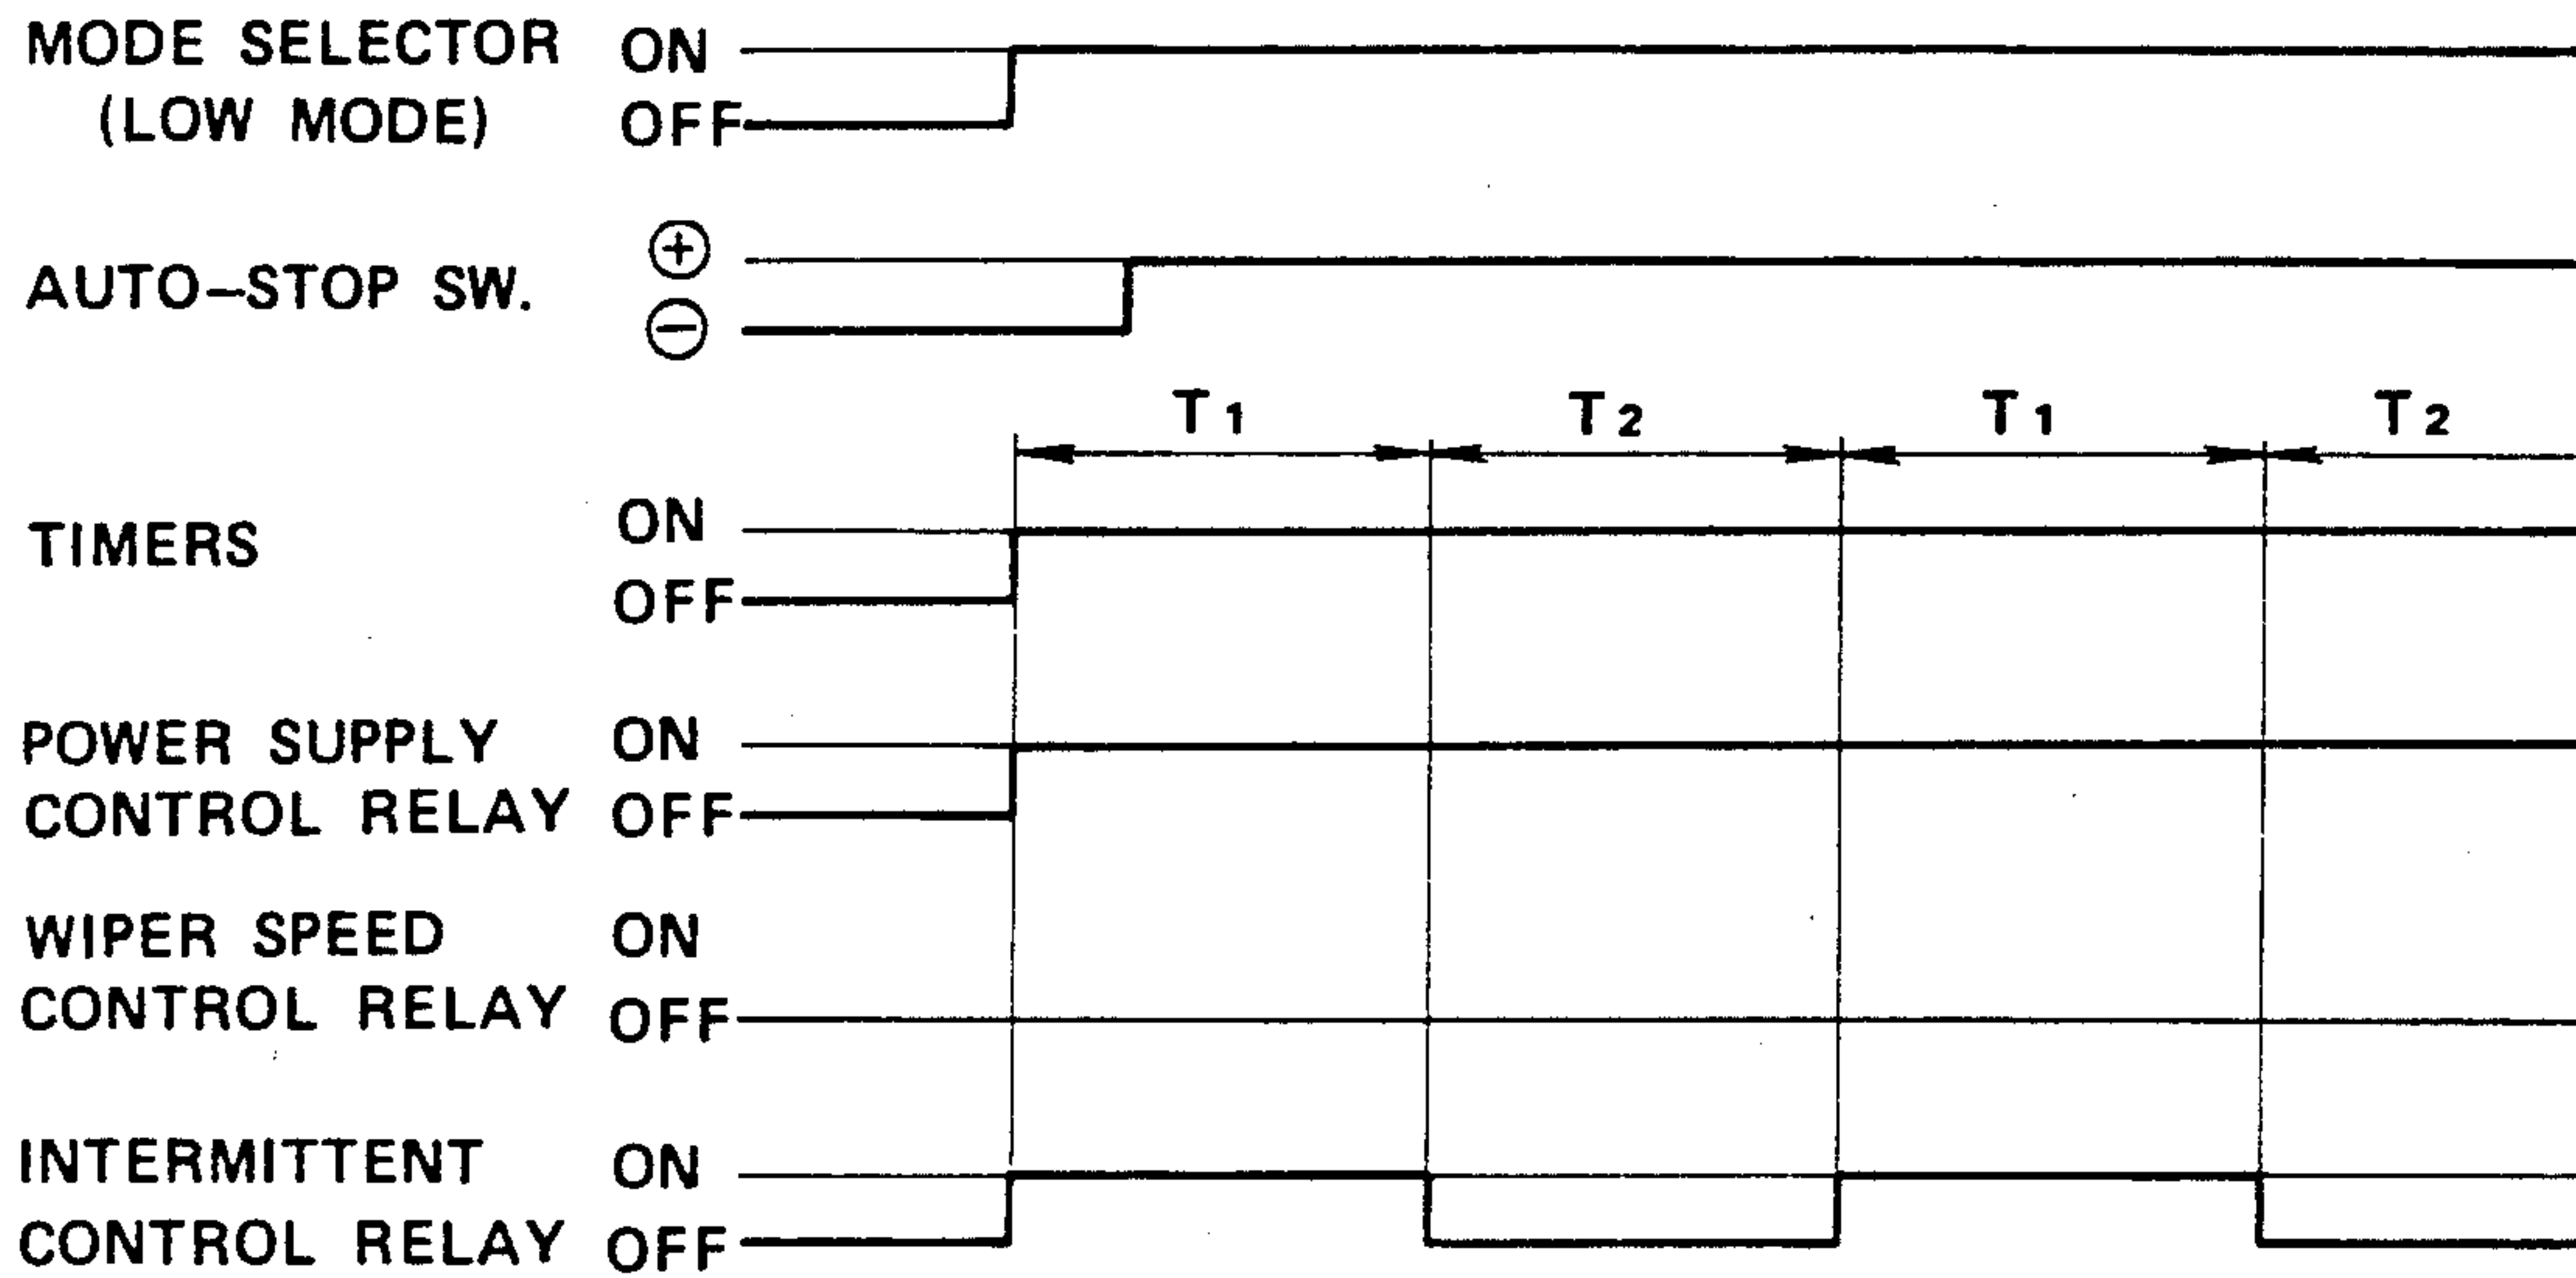 MODE SELECTOR ON
(LOW MODE) OFF
⊕
AUTO-STOP SW.
⊖
T1 T2 T1 T2
TIMERS ON
OFF
POWER SUPPLY ON
CONTROL RELAY OFF
WIPER SPEED ON
CONTROL RELAY OFF
INTERMITTENT ON
CONTROL RELAY OFF